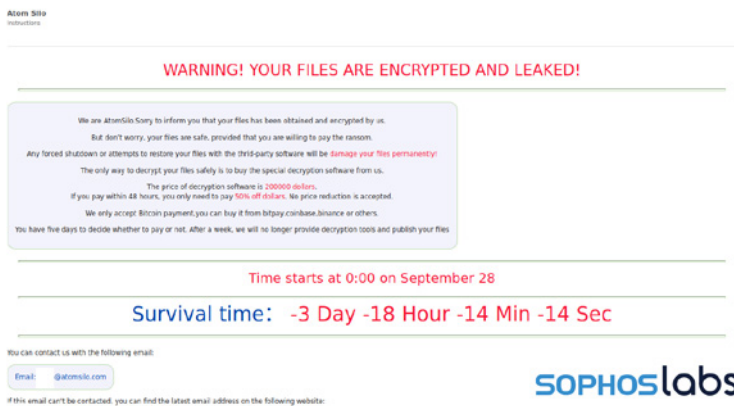 Atom Silo
Instructions
WARNING! YOUR FILES ARE ENCRYPTED AND LEAKED!
We are AtomSilo.Sorry to inform you that your files has been obtained and encrypted by us.
But don't worry, your files are safe, provided that you are willing to pay the ransom.
Any forced shutdown or attempts to restore your files with the thrid-party software will be damage your files permanently!
The only way to decrypt your files safely is to buy the special decryption software from us.
The price of decryption software is 200000 dollars.
If you pay within 48 hours, you only need to pay 50% off dollars. No price reduction is accepted.
We only accept Bitcoin payment,you can buy it from bitpay,coinbase,binance or others.
You have five days to decide whether to pay or not. After a week, we will no longer provide decryption tools and publish your files
Time starts at 0:00 on September 28
Survival time: -3 Day -18 Hour -14 Min -14 Sec
You can contact us with the following email:
Email: @atomsilo.com
If this email can't be contacted, you can find the latest email address on the following website:
SOPHOSlabs